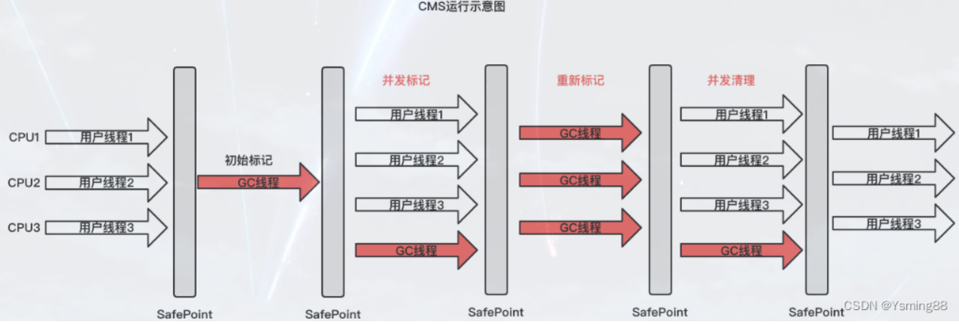 CMS运行示意图
并发标记
重新标记
并发清理
初始标记
CPU1
用户线程1
CPU2
用户线程2
CPU3
用户线程3
GC线程
用户线程1
用户线程2
用户线程3
GC线程
GC线程
GC线程
GC线程
用户线程1
用户线程2
用户线程3
GC线程
用户线程1
用户线程2
用户线程3
SafePoint
SafePoint
SafePoint
SafePoint
SafePoint
CSDN @Ysming88